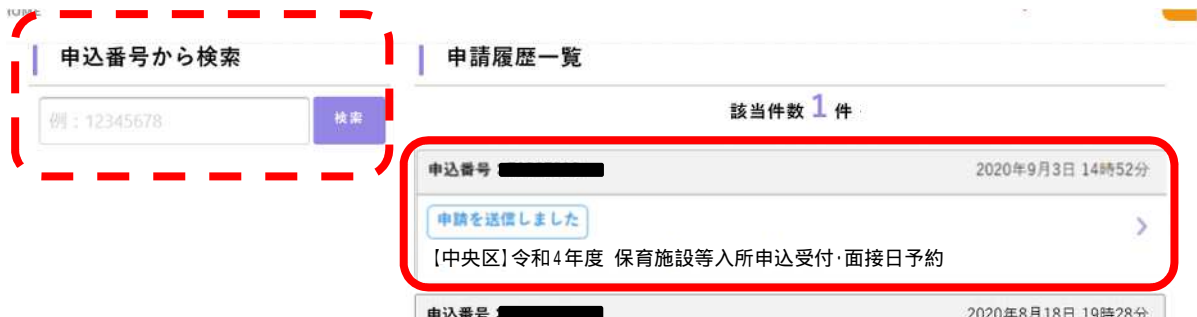 HOME
申込番号から検索
例：12345678
検索
申請履歴一覧
該当件数 1 件
申込番号
2020年9月3日 14時52分
申請を送信しました
【中央区】令和4年度 保育施設等入所申込受付･面接日予約
申込番号
2020年8月18日 19時28分